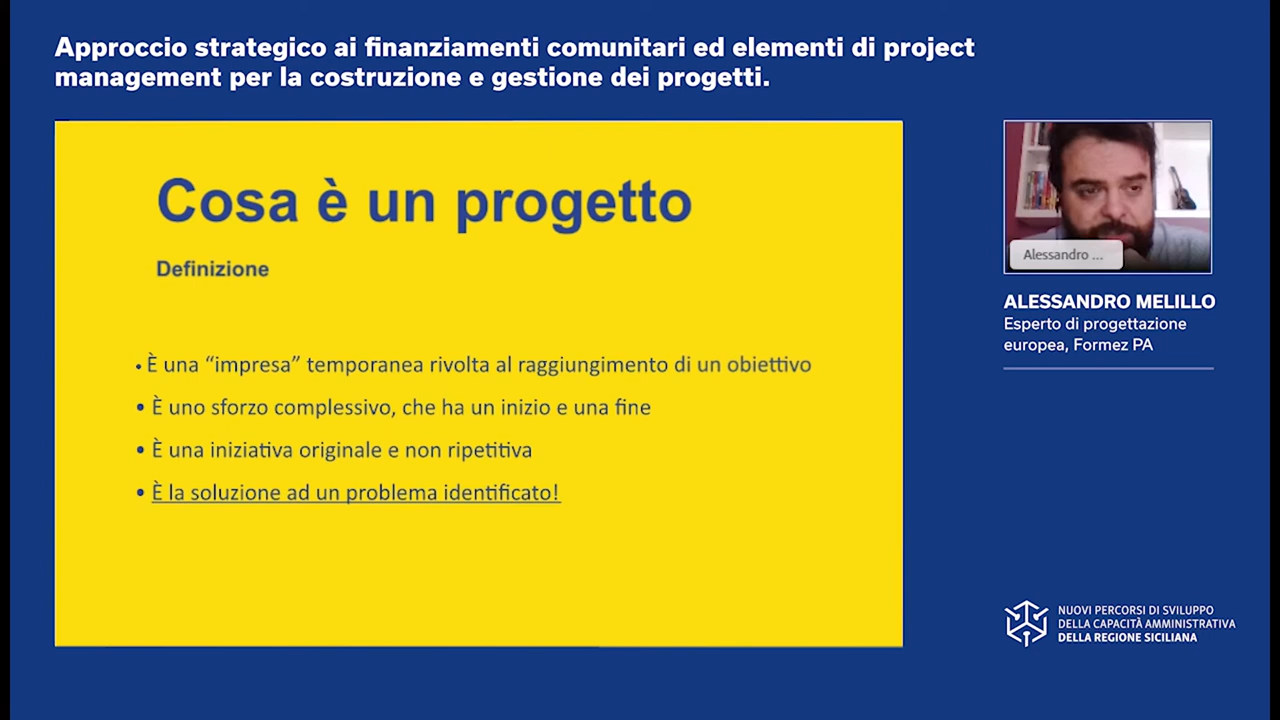 Approccio strategico ai finanziamenti comunitari ed elementi di project
management per la costruzione e gestione dei progetti.
Cosa è un progetto
Definizione
• È una “impresa” temporanea rivolta al raggiungimento di un obiettivo
• È uno sforzo complessivo, che ha un inizio e una fine
• È una iniziativa originale e non ripetitiva
• È la soluzione ad un problema identificato!
Alessandro ...
ALESSANDRO MELILLO
Esperto di progettazione
europea, Formez PA
NUOVI PERCORSI DI SVILUPPO
DELLA CAPACITÀ AMMINISTRATIVA
DELLA REGIONE SICILIANA